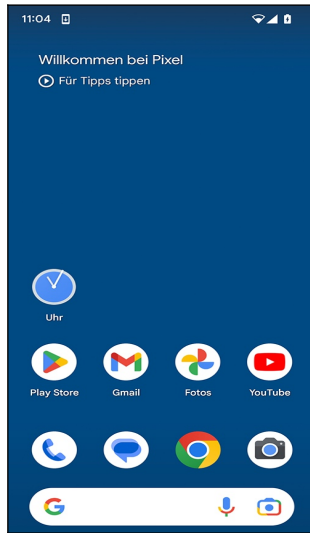 11:04
Willkommen bei Pixel
Für Tipps tippen
Uhr
Play Store Gmail Fotos YouTube